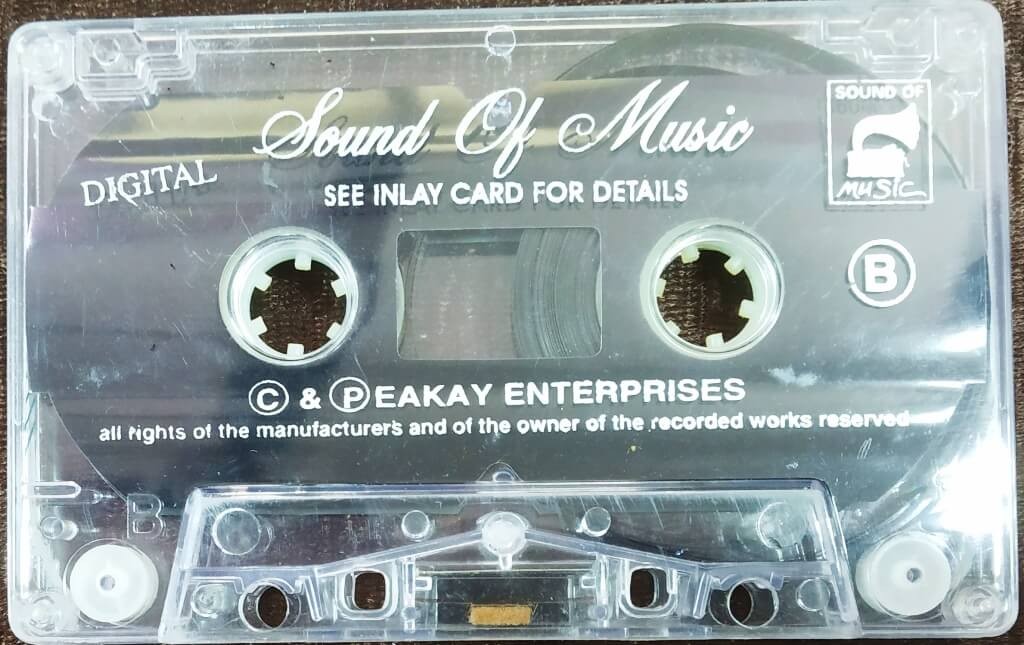 Sound Of Music
SOUND OF
MUSIC
DIGITAL
SEE INLAY CARD FOR DETAILS
B
© & ⓅEAKAY ENTERPRISES
all rights of the manufacturers and of the owner of the recorded works reserved
B